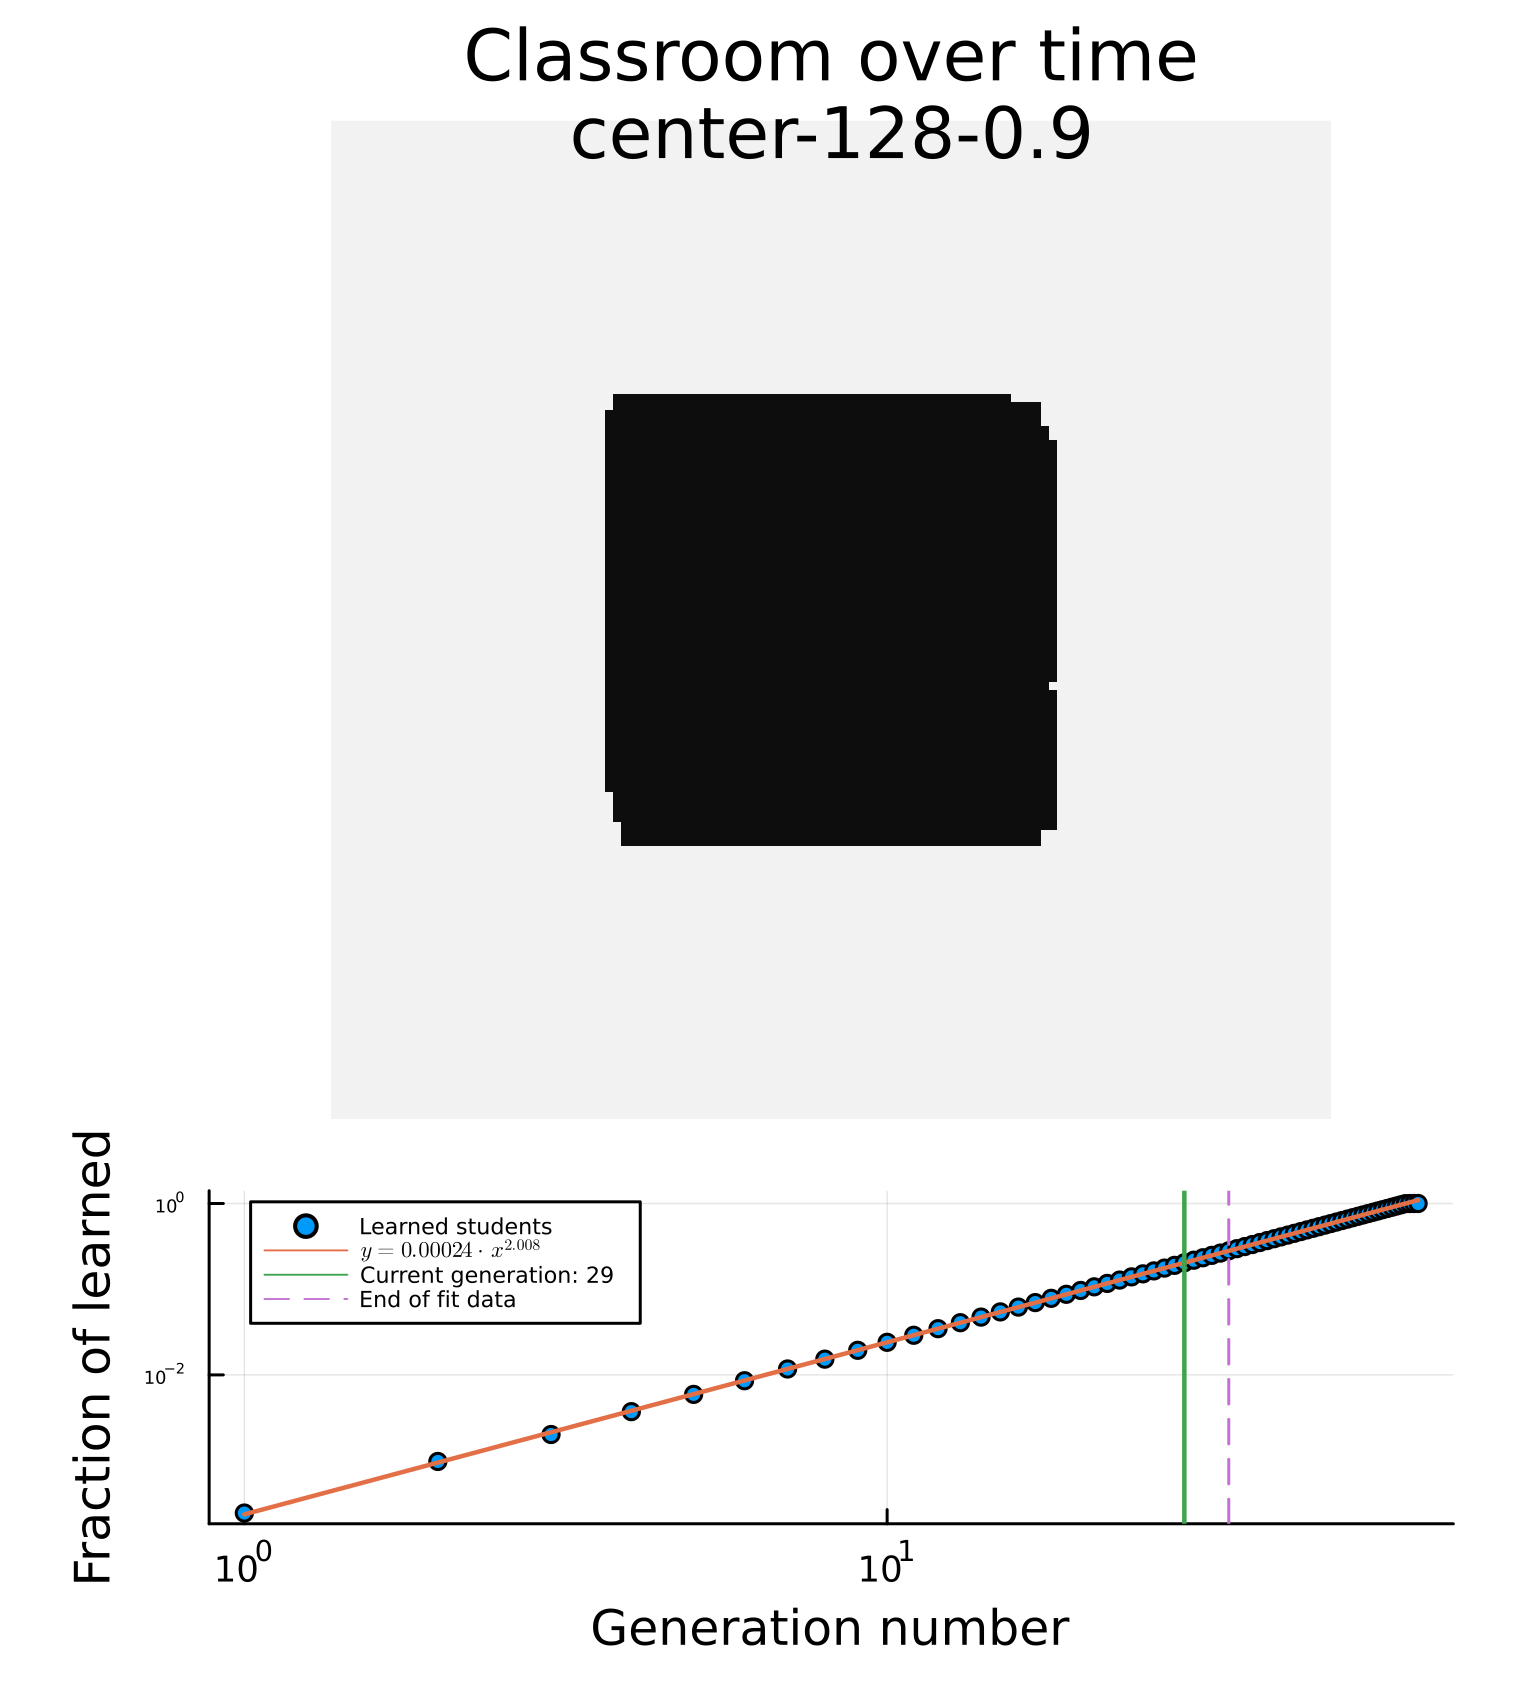 Classroom over time
center-128-0.9
Fraction of learned
10⁰
10⁻²
Learned students
y = 0.00024 · x²·⁰⁰⁸
Current generation: 29
End of fit data
10⁰
10¹
Generation number